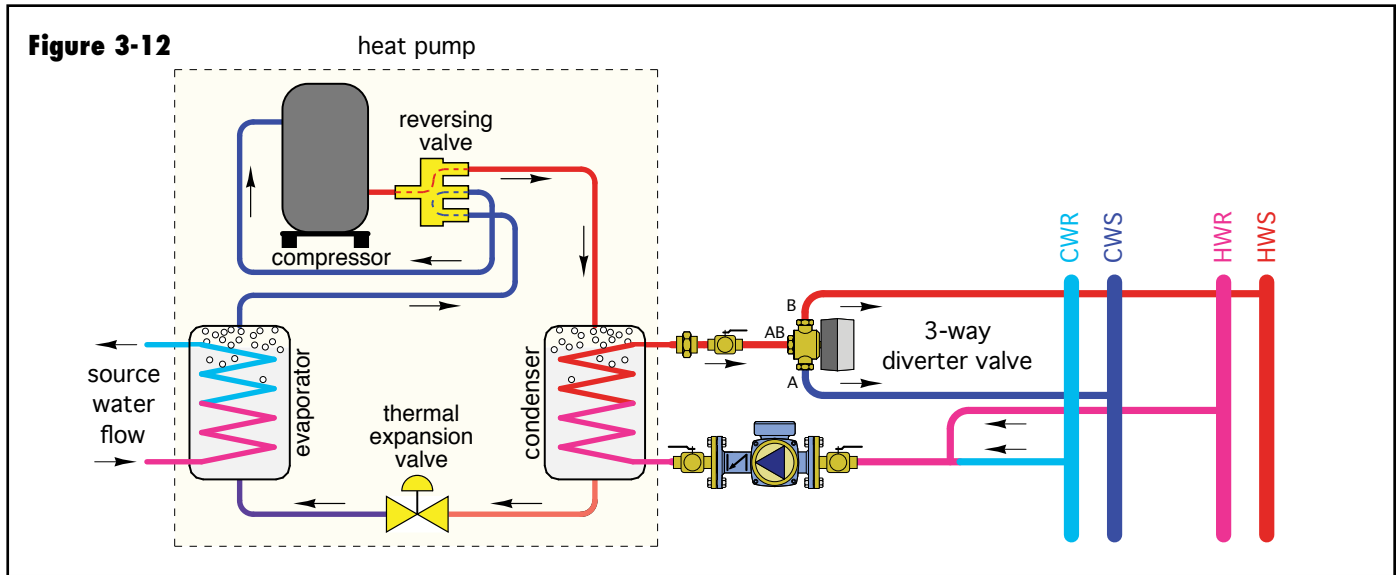 Figure 3-12
heat pump
reversing
valve
compressor
CWR
CWS
HWR
HWS
B
AB
A
3-way
diverter valve
source
water
flow
evaporator
thermal
expansion
valve
condenser